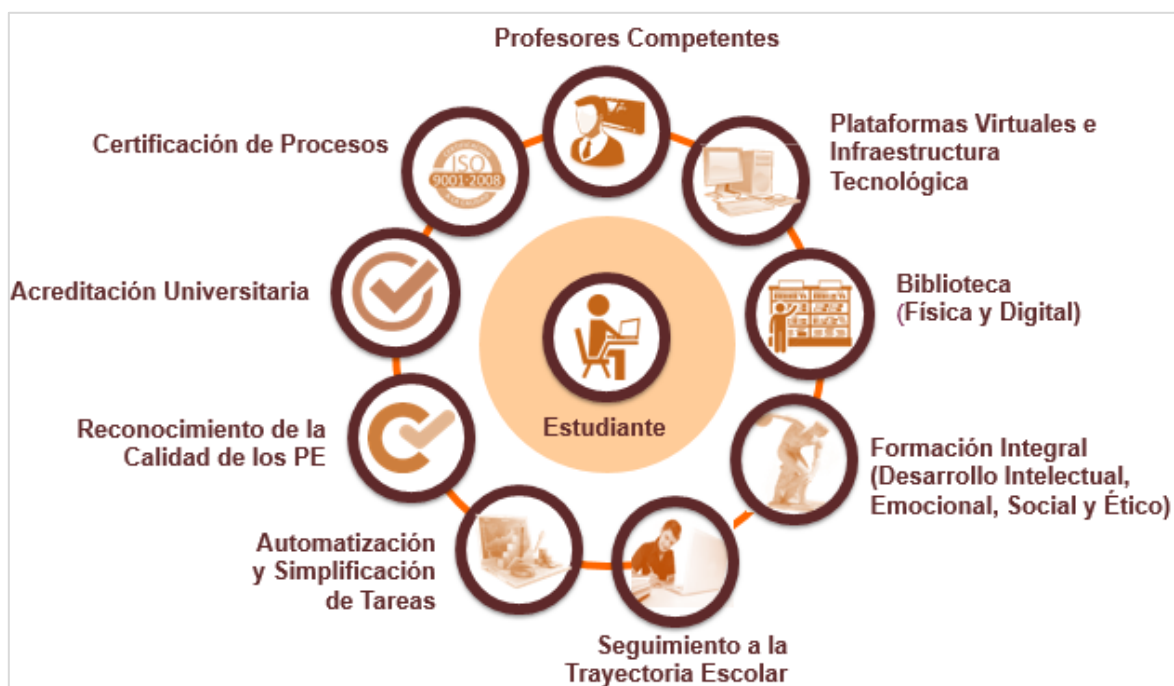 Profesores Competentes
Plataformas Virtuales e
Infraestructura
Tecnológica
Biblioteca
(Física y Digital)
Formación Integral
(Desarrollo Intelectual,
Emocional, Social y Ético)
Seguimiento a la
Trayectoria Escolar
Automatización
y Simplificación
de Tareas
Reconocimiento de la
Calidad de los PE
Acreditación Universitaria
Certificación de Procesos
ISO
9001·2008
A LA CALIDAD
Estudiante